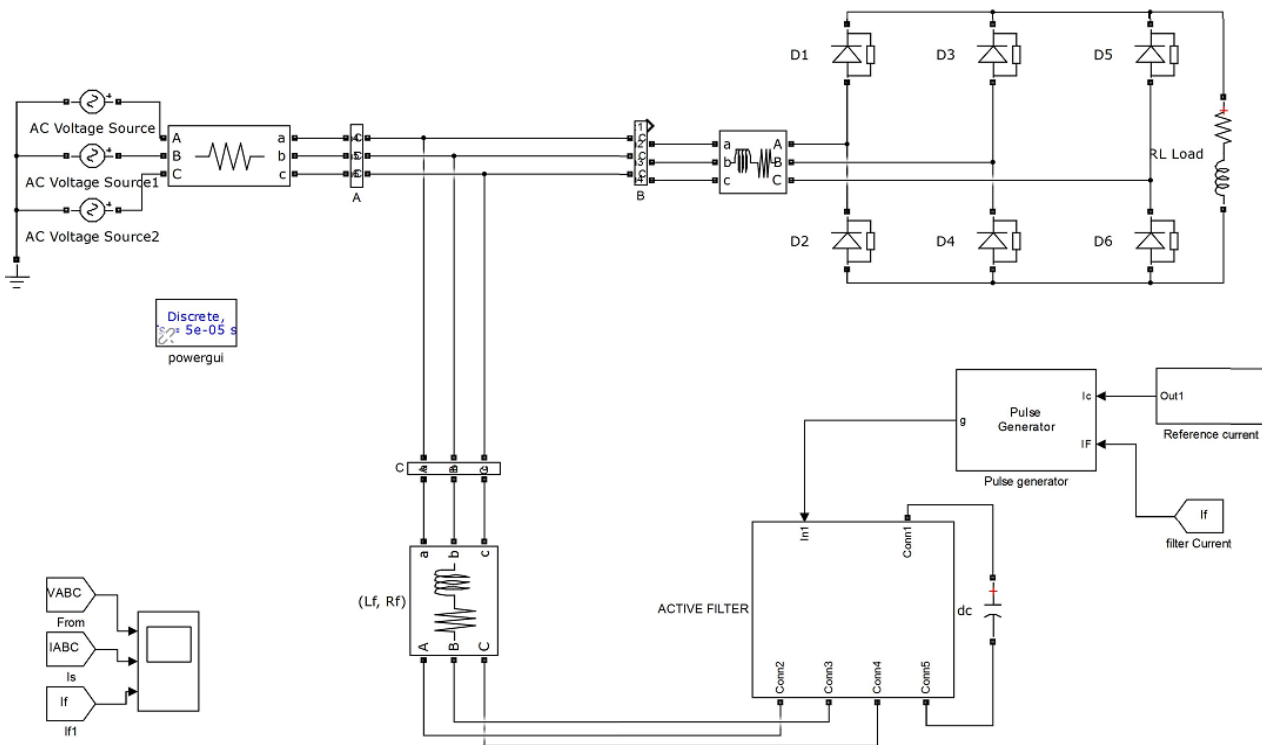 D1
D3
D5
AC Voltage Source
A
a
B
b
AC Voltage Source1
C
c
A
AC Voltage Source2
B
a
A
b
B
c
C
RL Load
D2
D4
D6
Discrete,
= 5e-05 s
powergui
Pulse
Generator
g
Ic
IF
Pulse generator
Out1
Reference current
If
filter Current
C
a
b
c
(Lf, Rf)
A
B
C
In1
Conn1
ACTIVE FILTER
dc
Conn2
Conn3
Conn4
Conn5
VABC
From
IABC
Is
If
If1